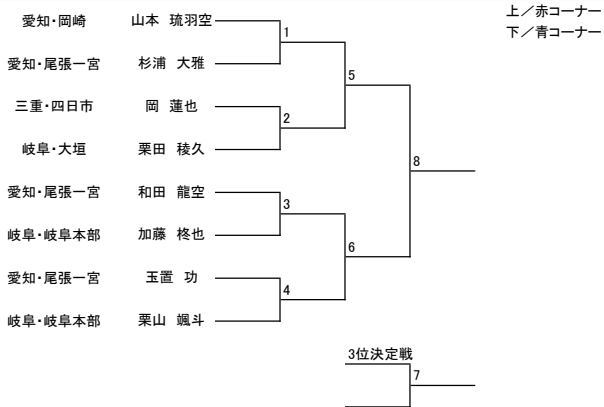 上／赤コーナー
下／青コーナー
愛知・岡崎 山本 琉羽空
1
愛知・尾張一宮 杉浦 大雅
5
三重・四日市 岡 蓮也
2
岐阜・大垣 栗田 稜久
8
愛知・尾張一宮 和田 龍空
3
岐阜・岐阜本部 加藤 柊也
6
愛知・尾張一宮 玉置 功
4
岐阜・岐阜本部 栗山 颯斗
3位決定戦
7